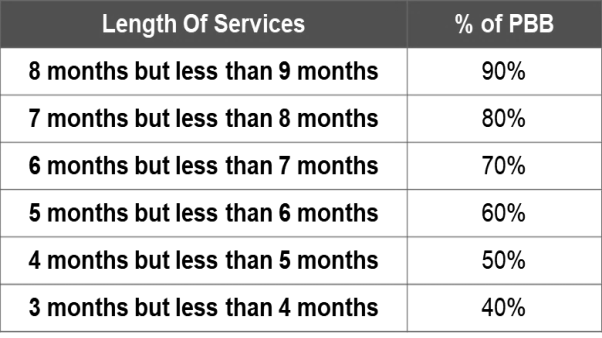 Length Of Services % of PBB
8 months but less than 9 months 90%
7 months but less than 8 months 80%
6 months but less than 7 months 70%
5 months but less than 6 months 60%
4 months but less than 5 months 50%
3 months but less than 4 months 40%